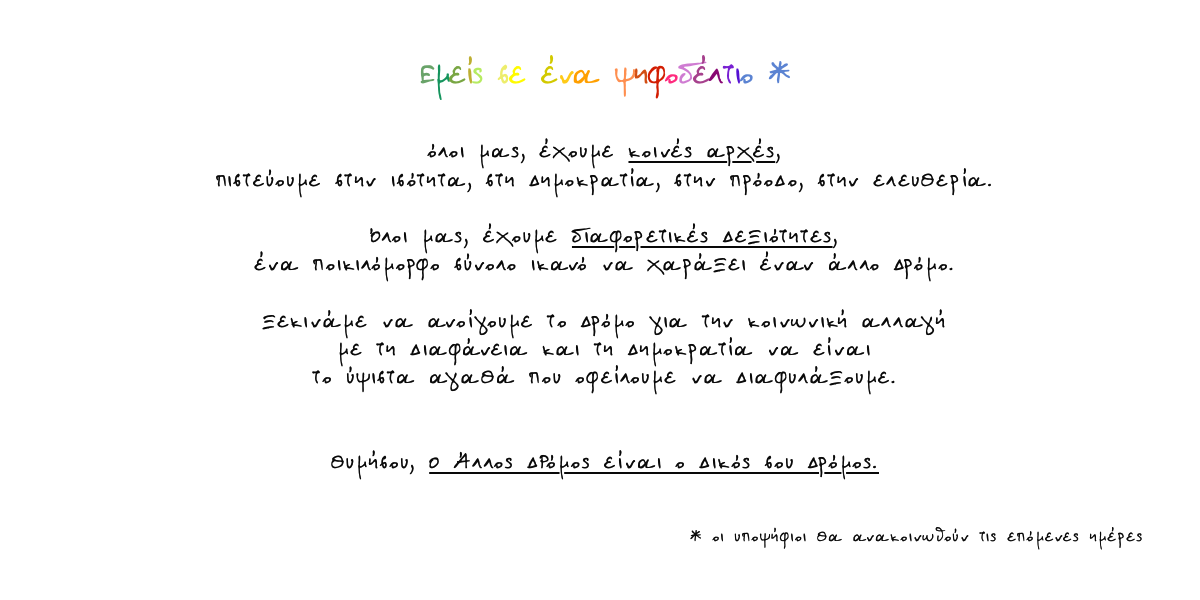 Εμείς σε ένα ψηφοδέλτιο *
όλοι μας, έχουμε κοινές αρχές,
πιστεύουμε στην ισότητα, στη δημοκρατία, στην πρόοδο, στην ελευθερία.
Όλοι μας, έχουμε διαφορετικές δεξιότητες,
ένα ποικιλόμορφο σύνολο ικανό να χαράξει έναν άλλο δρόμο.
Ξεκινάμε να ανοίγουμε το δρόμο για την κοινωνική αλλαγή
με τη διαφάνεια και τη δημοκρατία να είναι
το ύψιστα αγαθά που οφείλουμε να διαφυλάξουμε.
Θυμήσου, ο Άλλος Δρόμος είναι ο δικός σου δρόμος.
* οι υποψήφιοι θα ανακοινωθούν τις επόμενες ημέρες